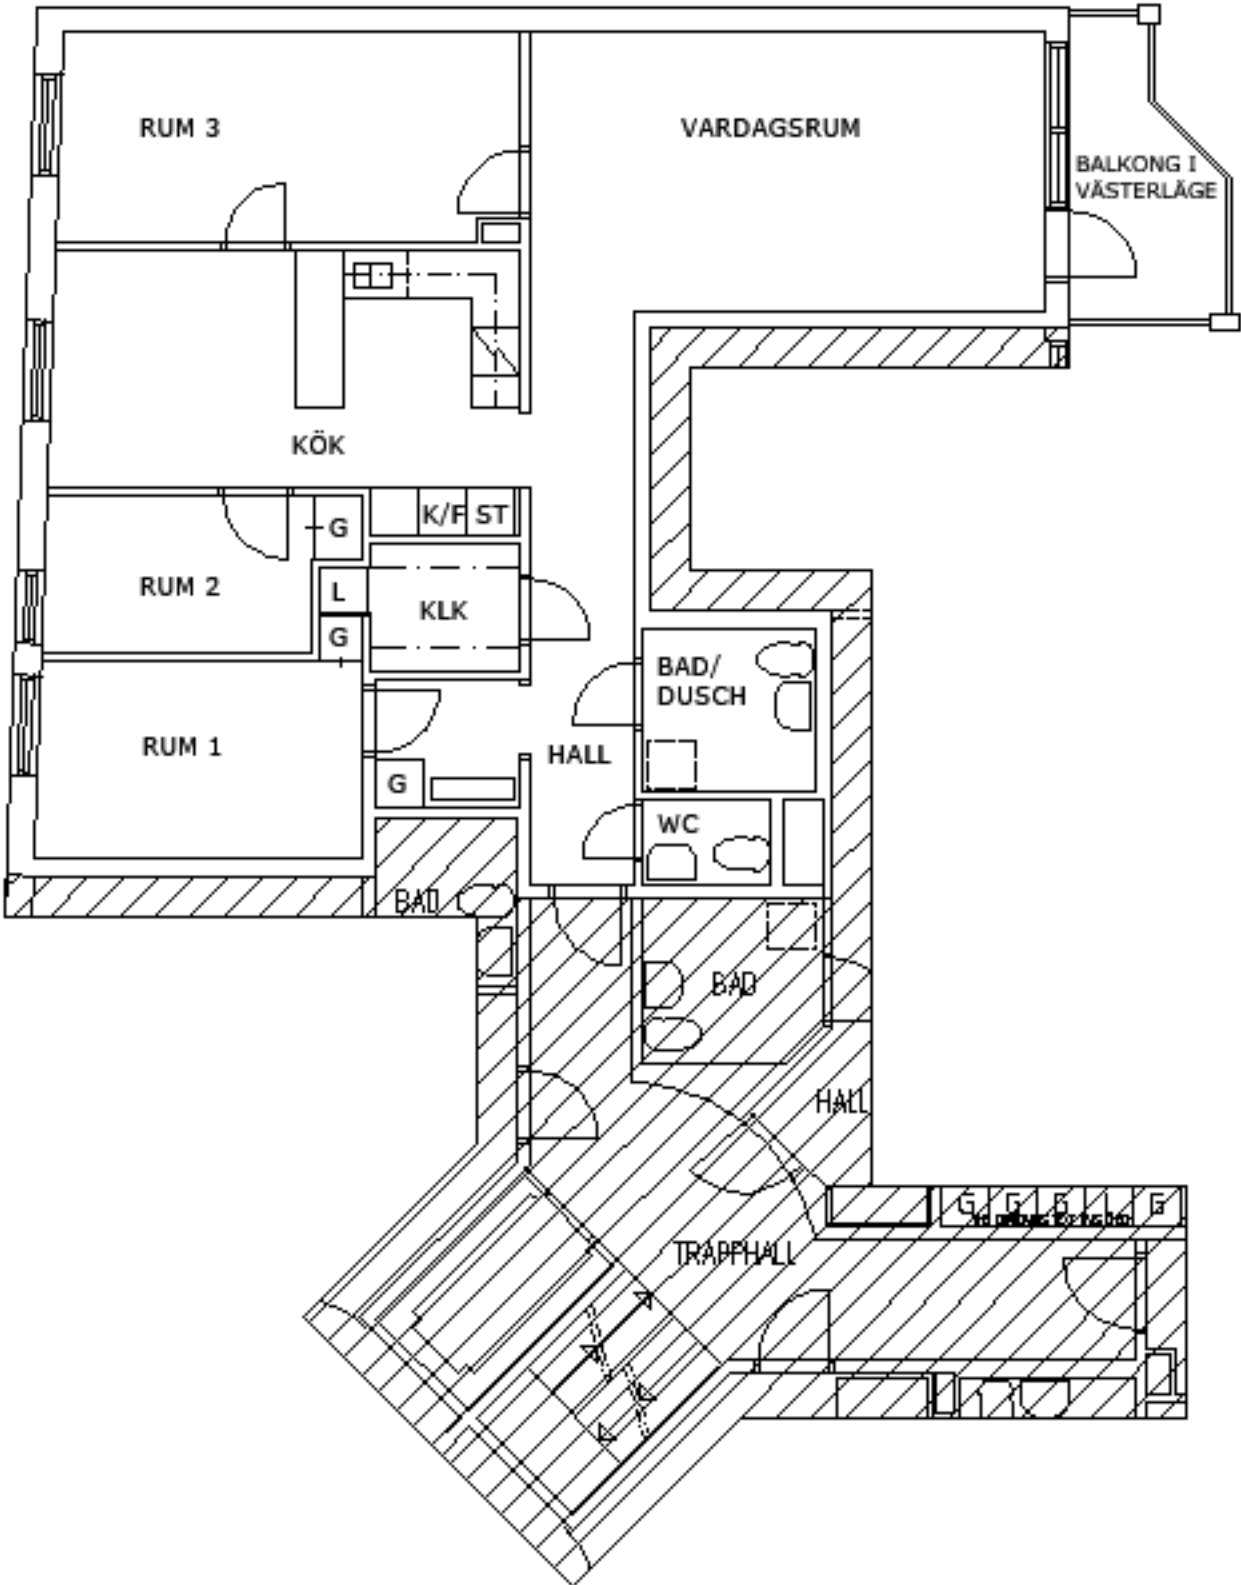 RUM 3
VARDAGSRUM
BALKONG I
VÄSTERLÄGE
KÖK
K/F ST
G
RUM 2
L
KLK
G
BAD/
DUSCH
RUM 1
HALL
G
WC
BAD
BAD
HALL
G G G L G
TRAPPHALL